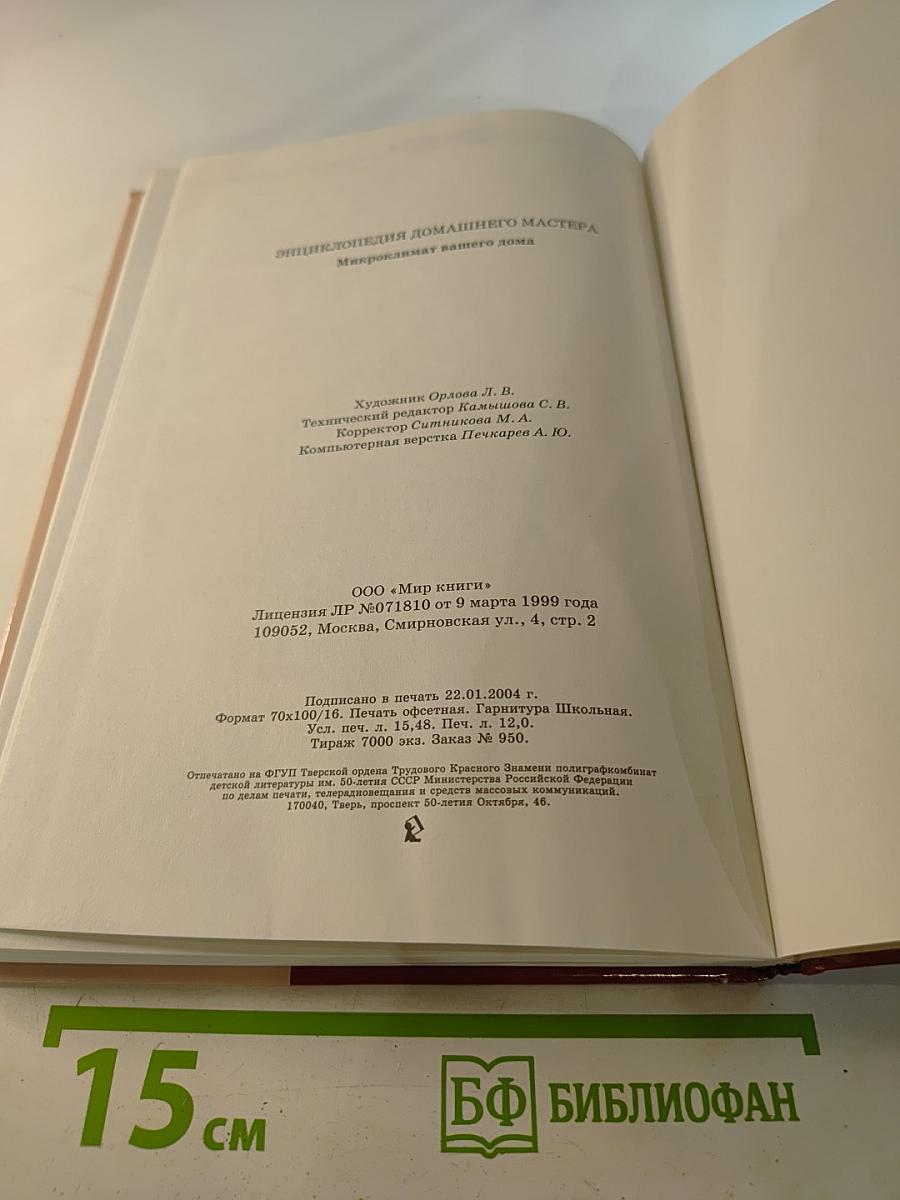 ЭНЦИКЛОПЕДИЯ ДОМАШНЕГО МАСТЕРА
Микроклимат вашего дома
Художник Орлова Л. В.
Технический редактор Камышова С. В.
Корректор Ситникова М. А.
Компьютерная верстка Печкарев А. Ю.
ООО «Мир книги»
Лицензия ЛР №071810 от 9 марта 1999 года
109052, Москва, Смирновская ул., 4, стр. 2
Подписано в печать 22.01.2004 г.
Формат 70х100/16. Печать офсетная. Гарнитура Школьная.
Усл. печ. л. 15,48. Печ. л. 12,0.
Тираж 7000 экз. Заказ № 950.
Отпечатано на ФГУП Тверской ордена Трудового Красного Знамени полиграфкомбинат
детской литературы им. 50-летия СССР Министерства Российской Федерации
по делам печати, телерадиовещания и средств массовых коммуникаций.
170040, Тверь, проспект 50-летия Октября, 46.
15 см
БФ БИБЛИОФАН